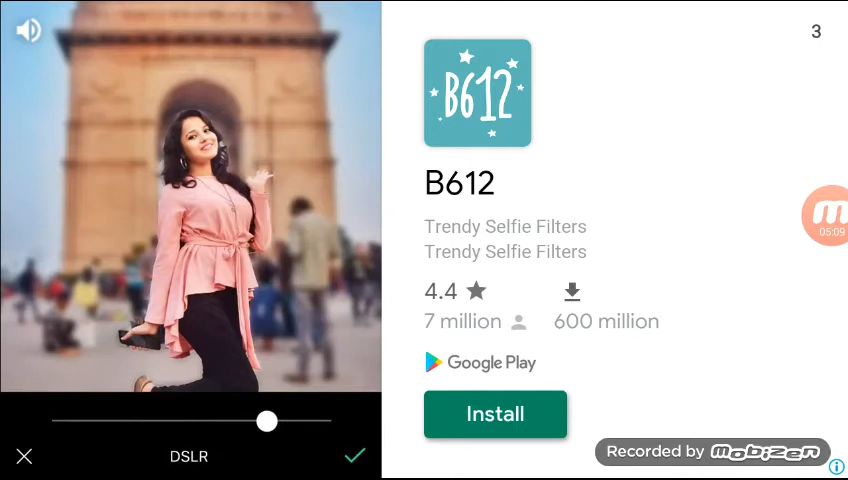 3
B612
B612
Trendy Selfie Filters
Trendy Selfie Filters
4.4
7 million
600 million
Google Play
Install
DSLR
05:09
Recorded by MOBIZEN